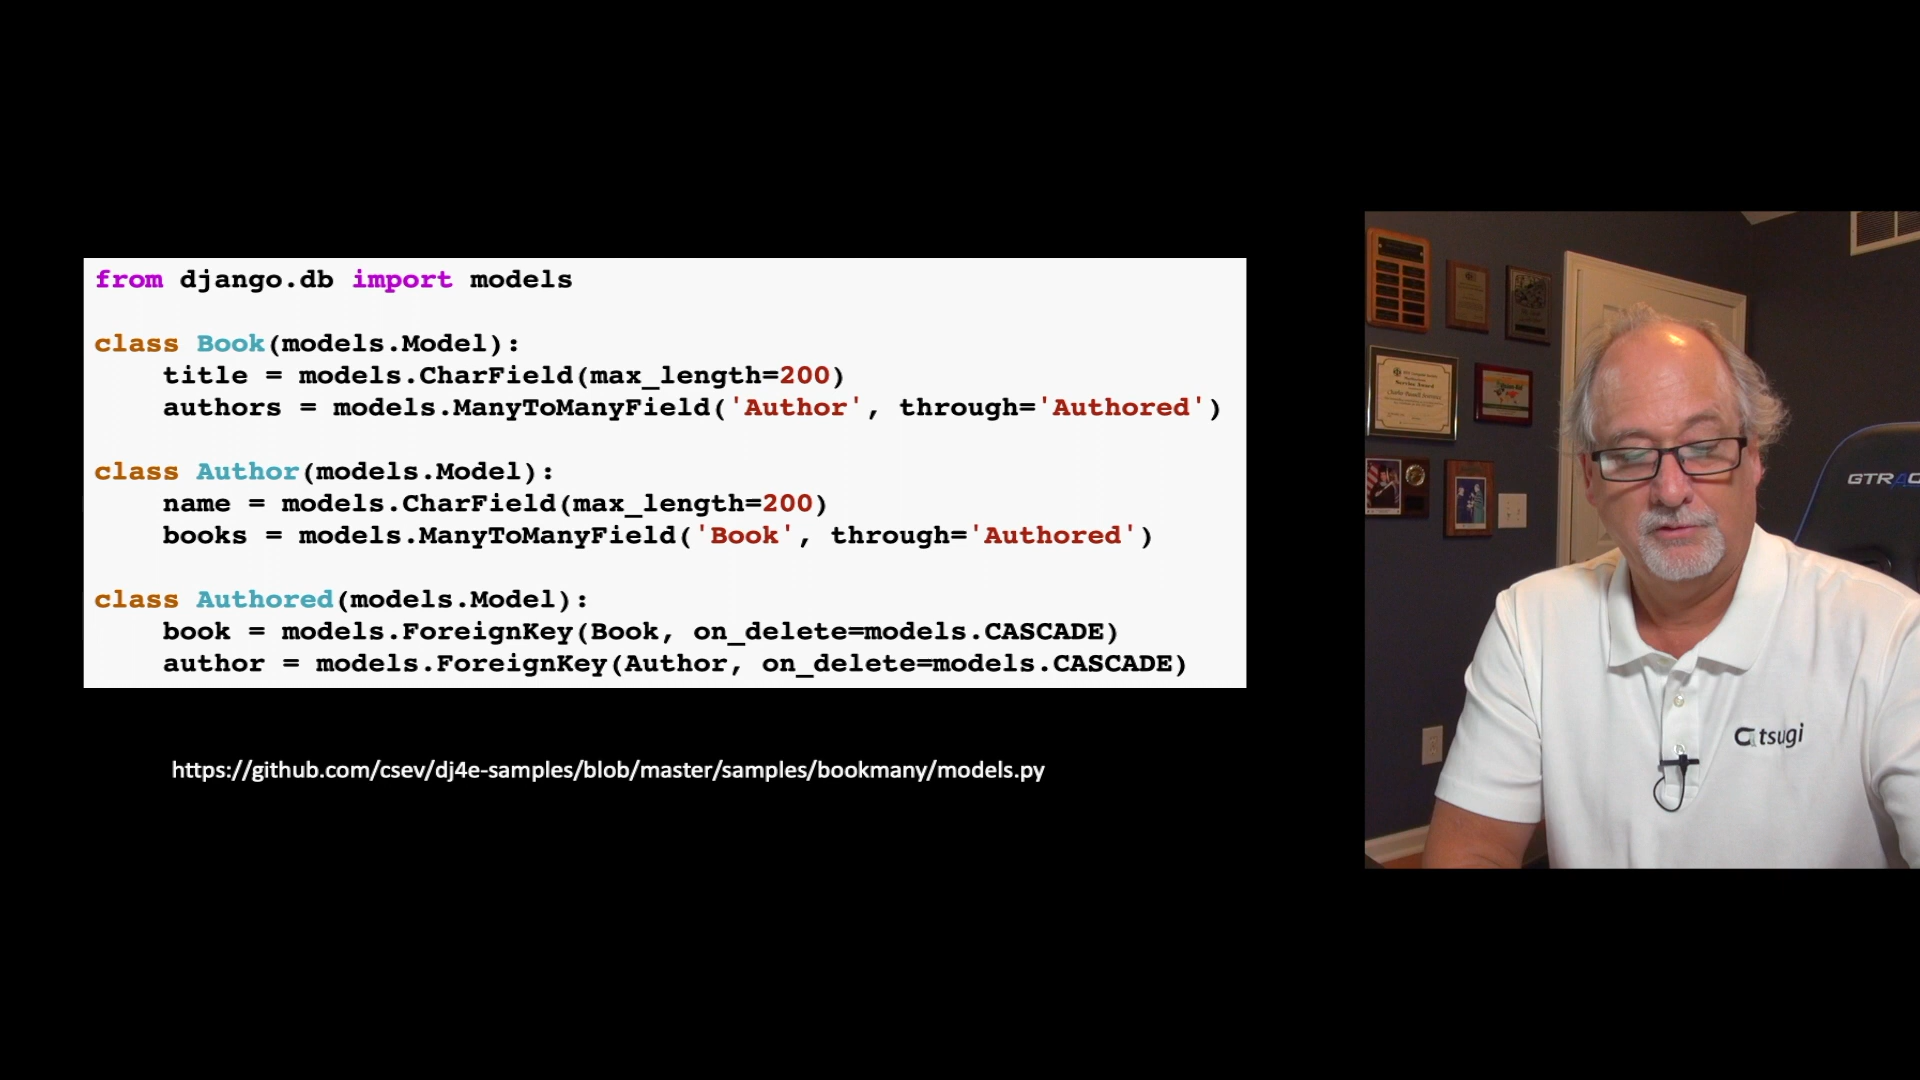 from django.db import models
class Book(models.Model):
title = models.CharField(max_length=200)
authors = models.ManyToManyField('Author', through='Authored')
class Author(models.Model):
name = models.CharField(max_length=200)
books = models.ManyToManyField('Book', through='Authored')
class Authored(models.Model):
book = models.ForeignKey(Book, on_delete=models.CASCADE)
author = models.ForeignKey(Author, on_delete=models.CASCADE)
https://github.com/csev/dj4e-samples/blob/master/samples/bookmany/models.py
Service Award
tsugi